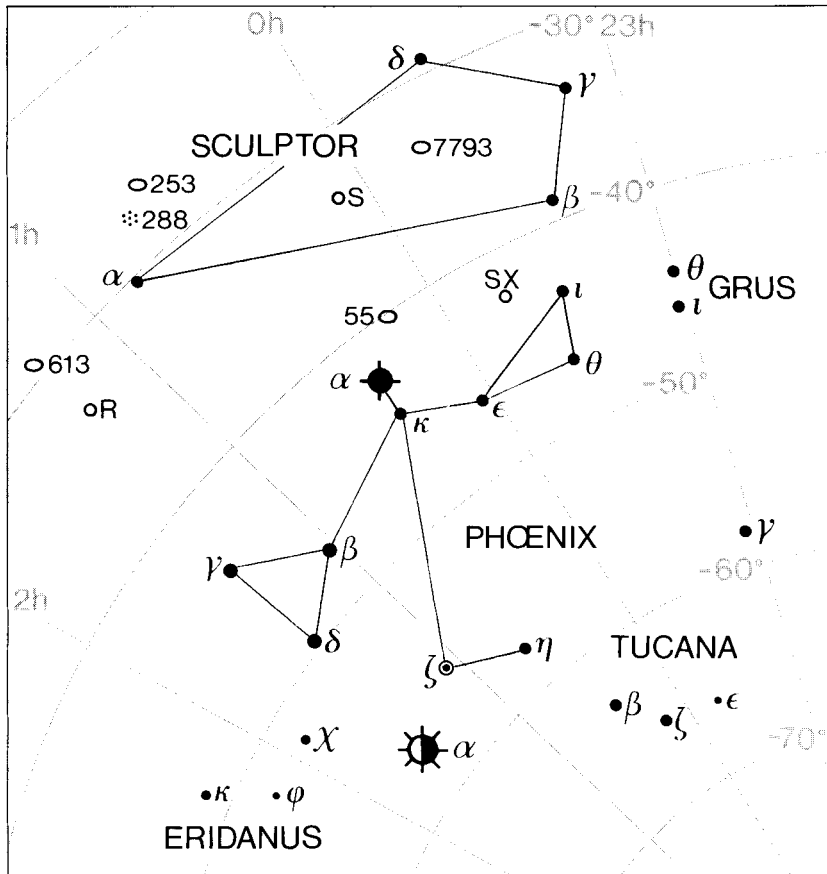 0h
-30° 23h
δ
γ
SCULPTOR
7793
253
S
-40°
β
288
1h
α
SX
θ
GRUS
ι
ι
55
613
θ
α
-50°
R
κ
ϵ
PHŒNIX
γ
β
γ
-60°
2h
δ
η
TUCANA
ζ
β
ζ
ϵ
χ
α
-70°
κ
φ
ERIDANUS